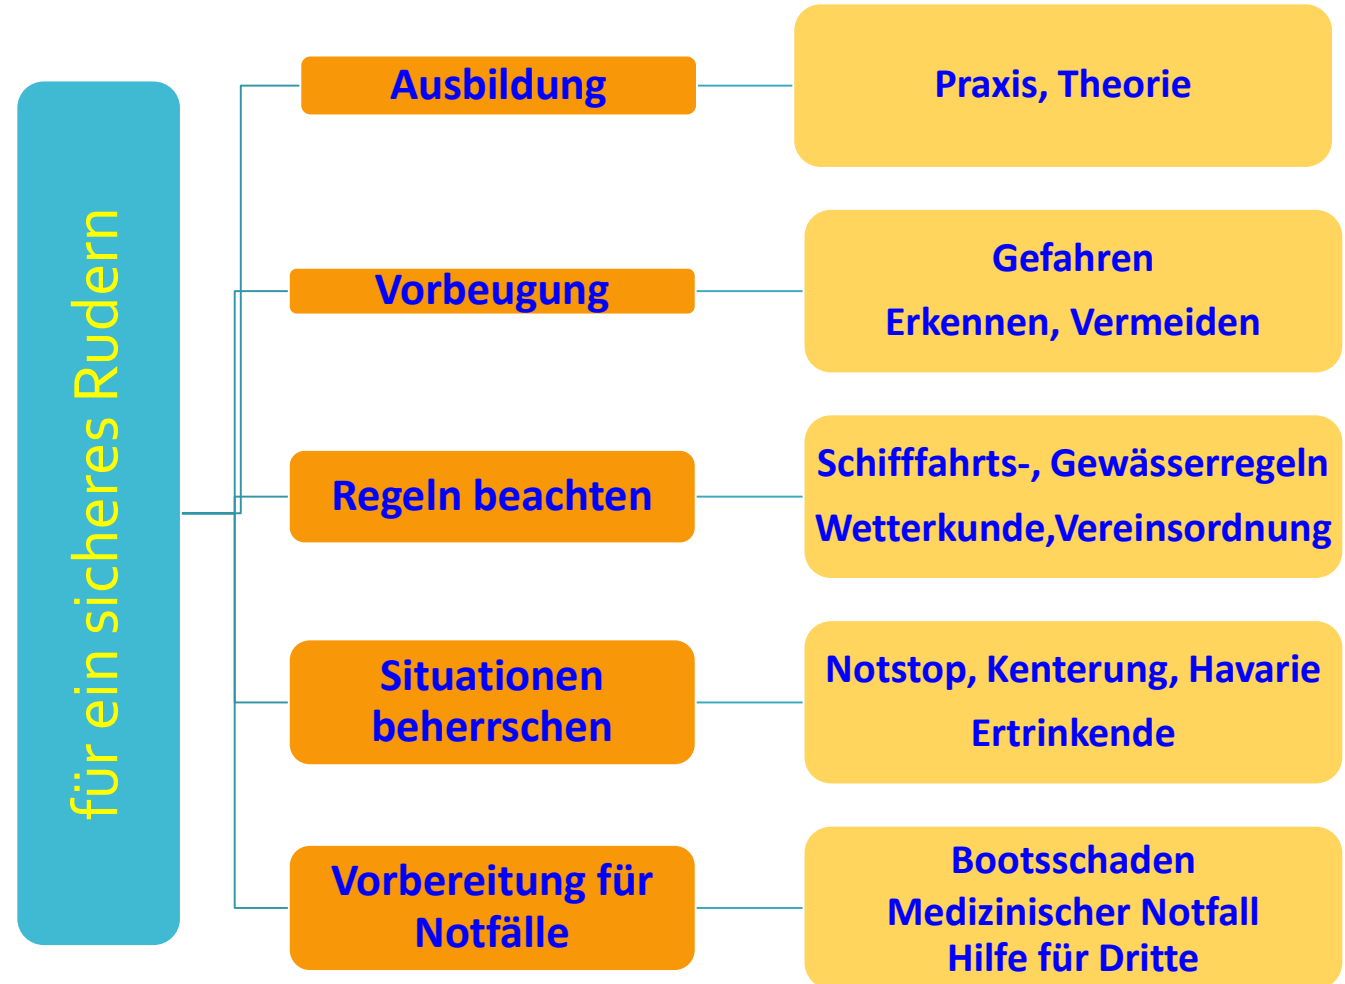 für ein sicheres Rudern
Ausbildung
Praxis, Theorie
Vorbeugung
Gefahren
Erkennen, Vermeiden
Regeln beachten
Schifffahrts-, Gewässerregeln
Wetterkunde,Vereinsordnung
Situationen
beherrschen
Notstop, Kenterung, Havarie
Ertrinkende
Vorbereitung für
Notfälle
Bootsschaden
Medizinischer Notfall
Hilfe für Dritte